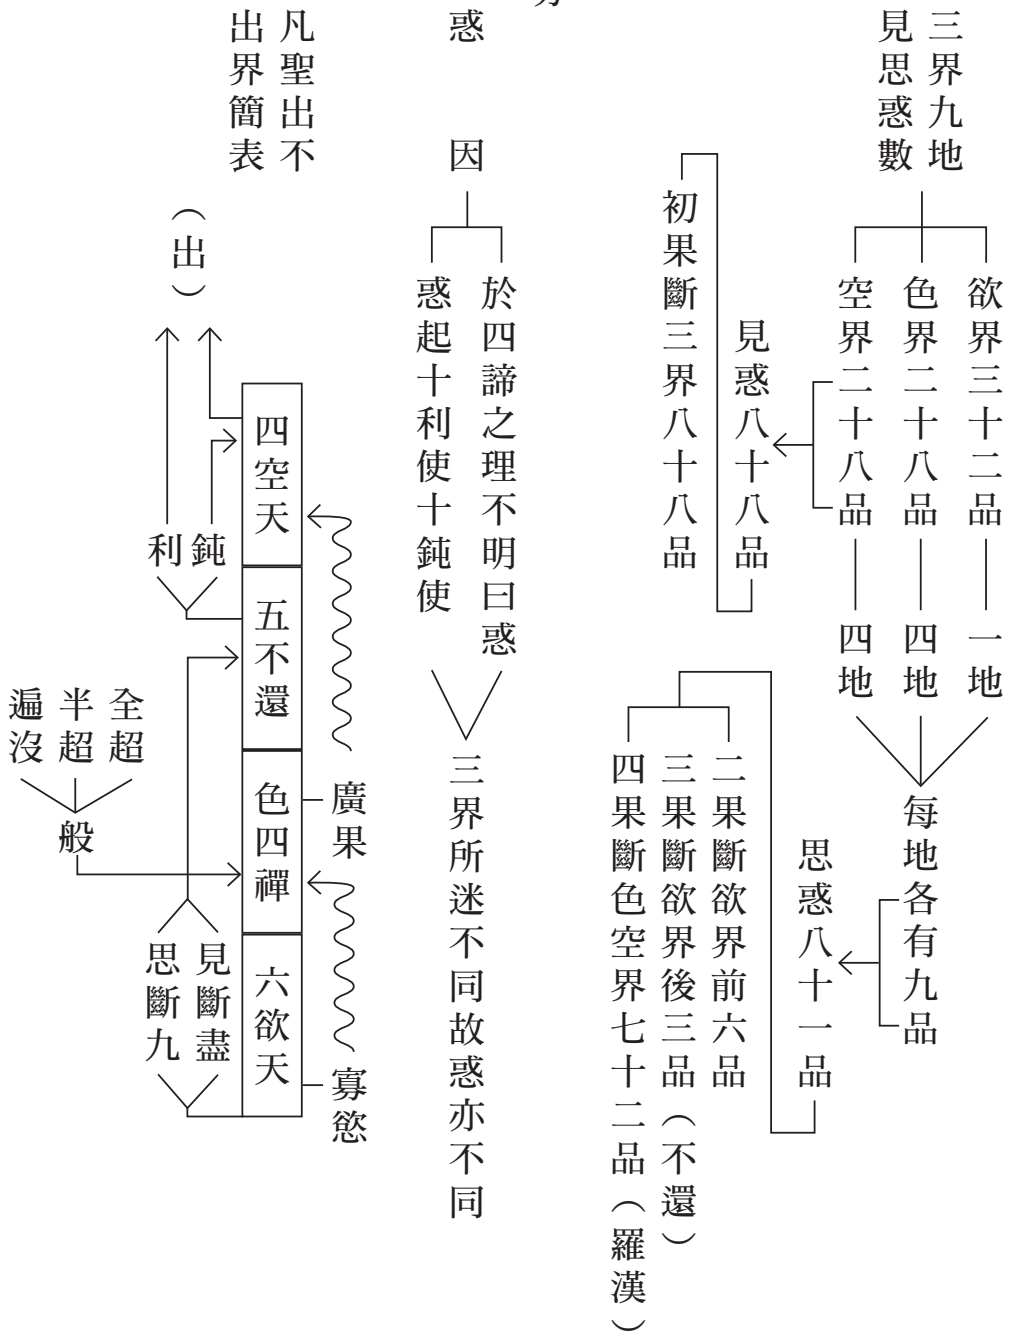 三界九地
見思惑數
欲界三十二品
色界二十八品
空界二十八品
一地
四地
四地
每地各有九品
見惑八十八品
初果斷三界八十八品
思惑八十一品
二果斷欲界前六品
三果斷欲界後三品（不還）
四果斷色空界七十二品（羅漢）
惑因
於四諦之理不明曰惑
惑起十利使十鈍使
三界所迷不同故惑亦不同
凡聖出不
出界簡表
（出）
四空天
五不還
色四禪
六欲天
廣果
寡慾
鈍
利
見斷盡
思斷九
全超
半超
遍沒
般